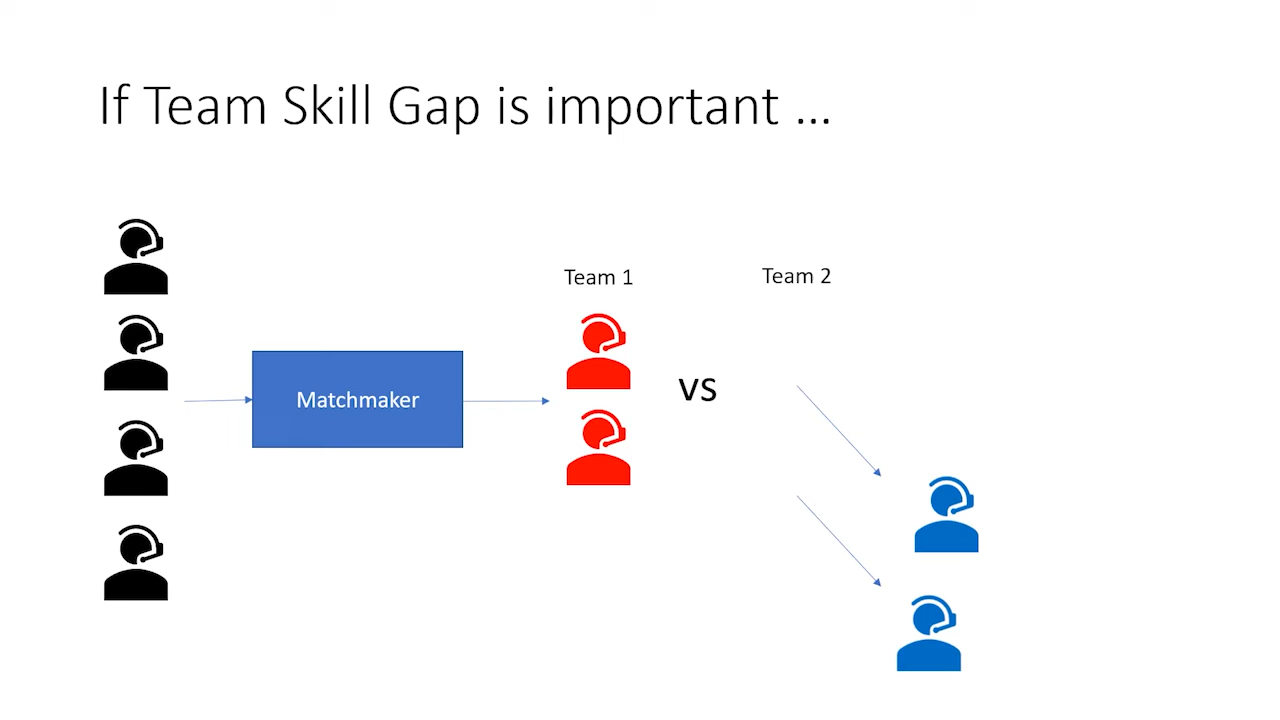 If Team Skill Gap is important ...
Team 1
Team 2
Matchmaker
vs